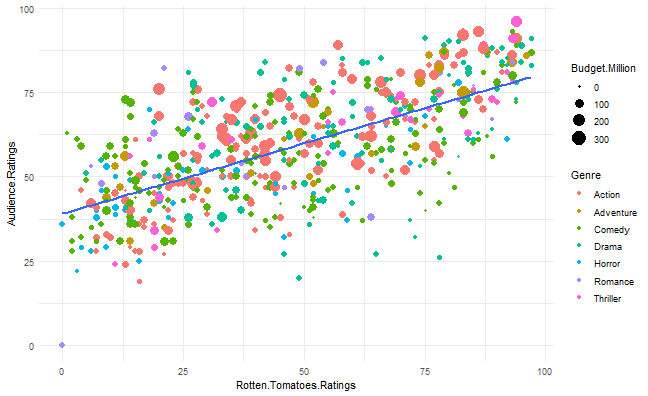 100
75
50
25
0
Audience.Ratings
0
25
50
75
100
Rotten.Tomatoes.Ratings
Budget.Million
0
100
200
300
Genre
Action
Adventure
Comedy
Drama
Horror
Romance
Thriller